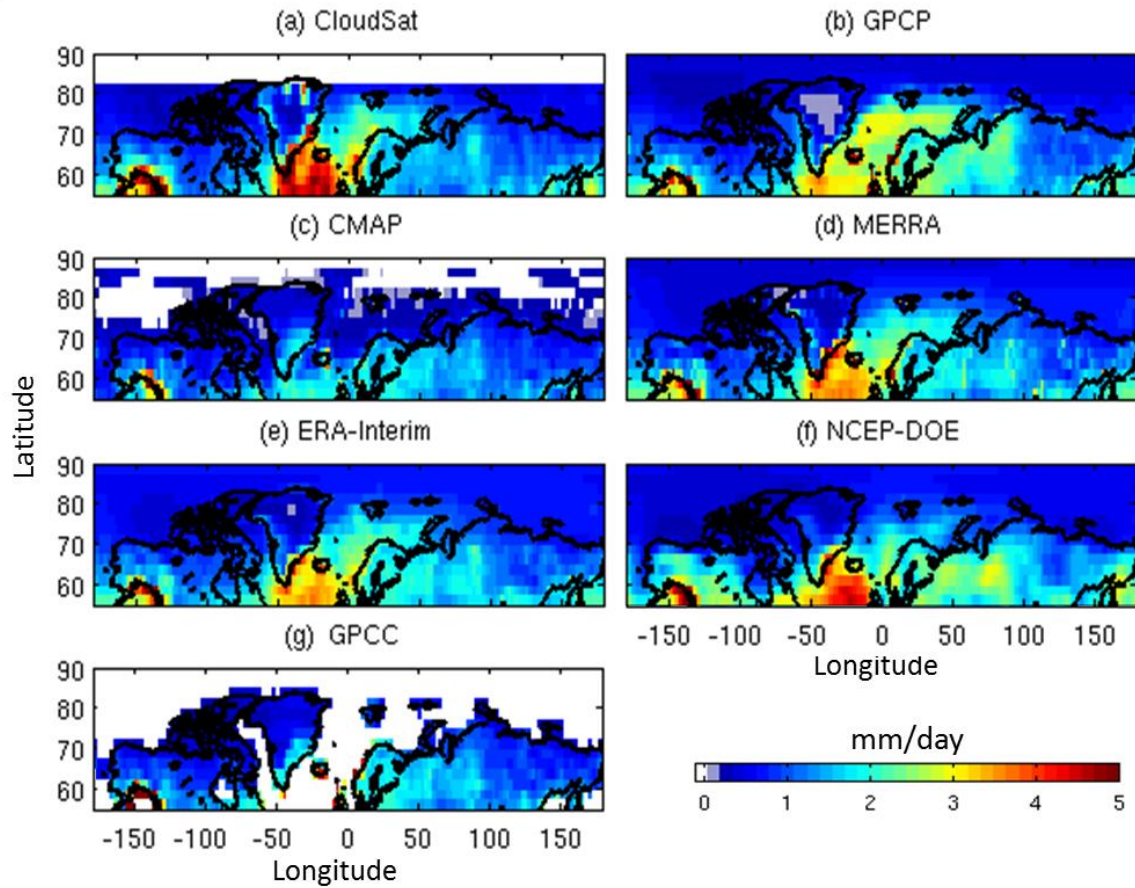 (a) CloudSat
(b) GPCP
90
80
70
60
(c) CMAP
(d) MERRA
90
80
70
60
Latitude
(e) ERA-Interim
(f) NCEP-DOE
90
80
70
60
-150 -100 -50 0 50 100 150
Longitude
(g) GPCC
90
80
70
60
-150 -100 -50 0 50 100 150
Longitude
mm/day
0 1 2 3 4 5